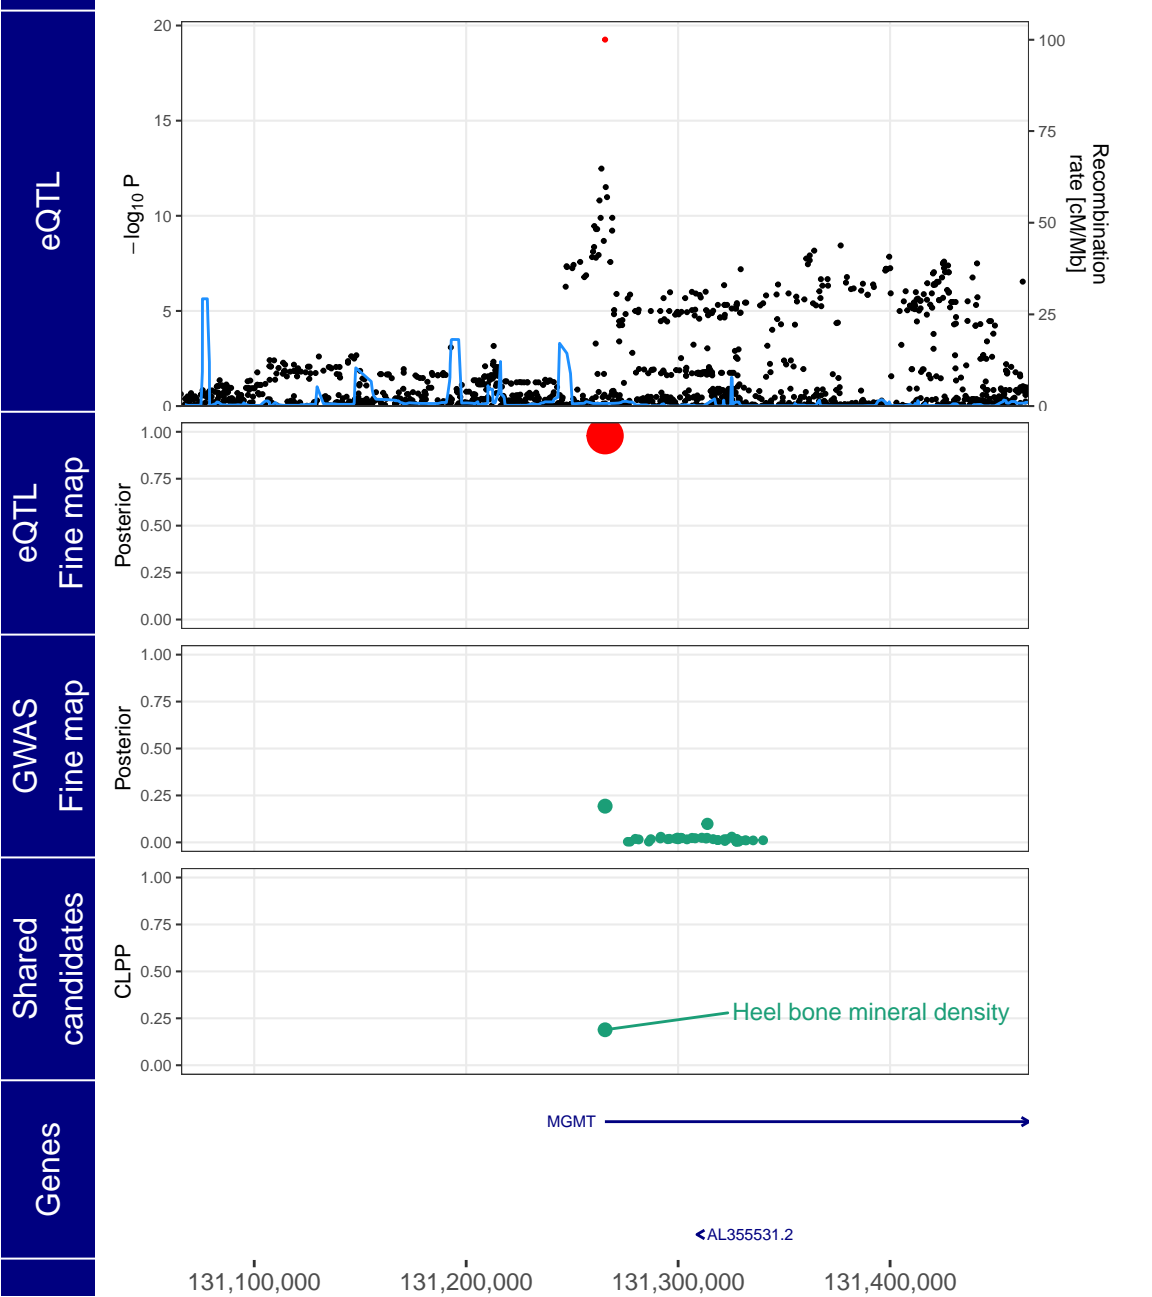 eQTL
−log10 P
20
15
10
5
0
100
75
50
25
0
Recombination
rate [cM/Mb]
eQTL
Fine map
Posterior
1.00
0.75
0.50
0.25
0.00
GWAS
Fine map
Posterior
1.00
0.75
0.50
0.25
0.00
Shared
candidates
CLPP
1.00
0.75
0.50
0.25
0.00
Heel bone mineral density
Genes
MGMT
AL355531.2
131,100,000
131,200,000
131,300,000
131,400,000